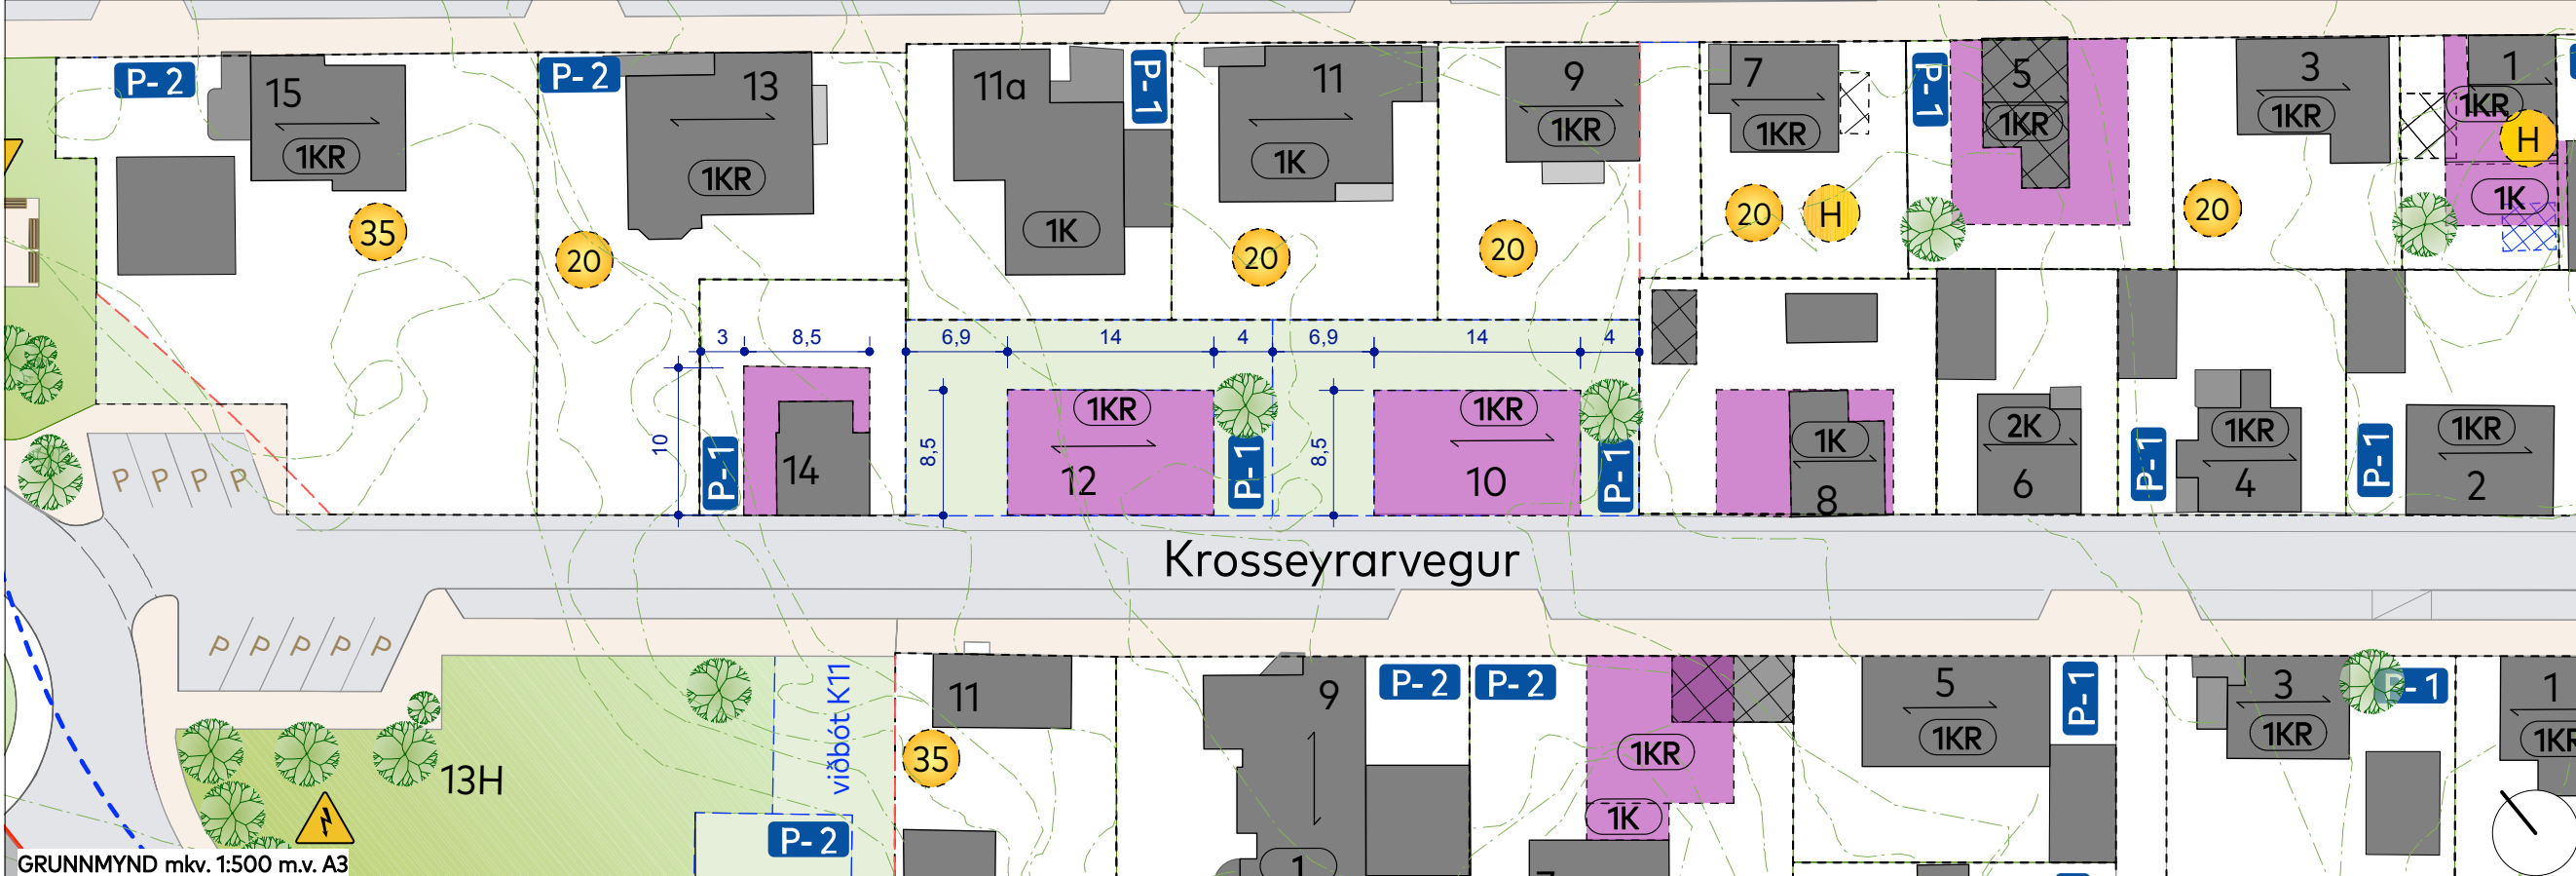 P-2
15
1KR
35
P-2
13
1KR
20
11a
1K
P-1
11
1K
20
9
1KR
20
7
1KR
20
H
P-1
5
1KR
3
1KR
20
1
1KR
H
1K
3
8,5
10
P-1
14
6,9
14
4
6,9
14
4
8,5
1KR
12
P-1
8,5
1KR
10
P-1
1K
8
2K
6
P-1
1KR
4
P-1
1KR
2
P P P P
Krosseyrarvegur
P P P P P
13H
viðbót K11
P-2
11
35
9
1
P-2
P-2
1KR
1K
7
5
1KR
P-1
3
1KR
P-1
1
1KR
GRUNNMYND mkv. 1:500 m.v. A3